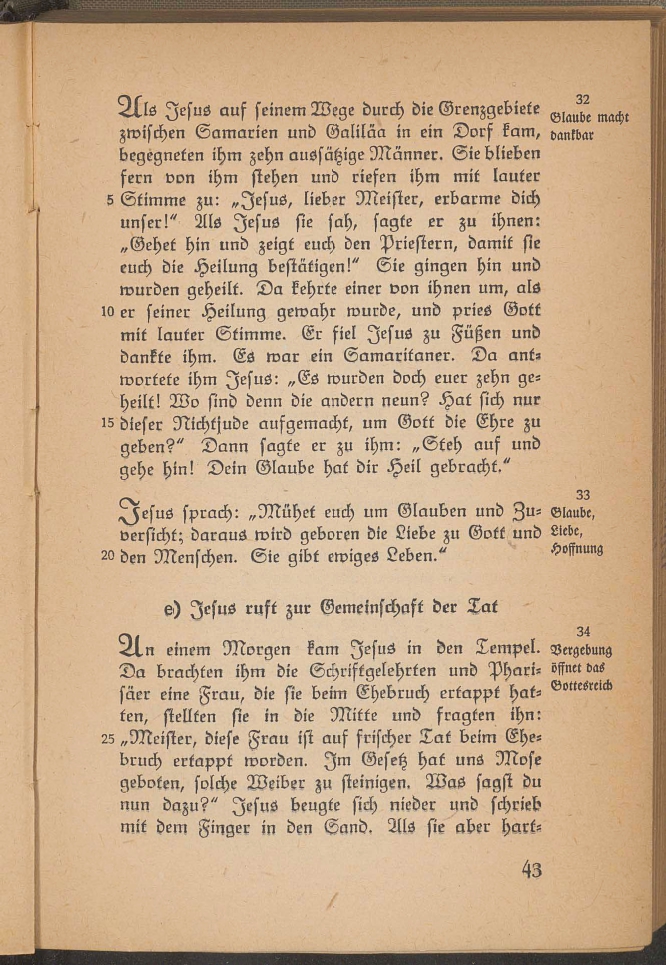 32
Glaube macht
dankbar
Als Jesus auf seinem Wege durch die Grenzgebiete
zwischen Samarien und Galiläa in ein Dorf kam,
begegneten ihm zehn aussätzige Männer. Sie blieben
fern von ihm stehen und riefen ihm mit lauter
5 Stimme zu: „Jesus, lieber Meister, erbarme dich
unser!“ Als Jesus sie sah, sagte er zu ihnen:
„Gehet hin und zeigt euch den Priestern, damit sie
euch die Heilung bestätigen!“ Sie gingen hin und
wurden geheilt. Da kehrte einer von ihnen um, als
10 er seiner Heilung gewahr wurde, und pries Gott
mit lauter Stimme. Er fiel Jesus zu Füßen und
dankte ihm. Es war ein Samaritaner. Da ant-
wortete ihm Jesus: „Es wurden doch euer zehn ge-
heilt! Wo sind denn die andern neun? Hat sich nur
15 dieser Nichtjude aufgemacht, um Gott die Ehre zu
geben?“ Dann sagte er zu ihm: „Steh auf und
gehe hin! Dein Glaube hat dir Heil gebracht.“
33
Glaube,
Liebe,
Hoffnung
Jesus sprach: „Mühet euch um Glauben und Zu-
versicht; daraus wird geboren die Liebe zu Gott und
20 den Menschen. Sie gibt ewiges Leben.“
e) Jesus ruft zur Gemeinschaft der Tat
34
Vergebung
öffnet das
Gottesreich
An einem Morgen kam Jesus in den Tempel.
Da brachten ihm die Schriftgelehrten und Phari-
säer eine Frau, die sie beim Ehebruch ertappt hat-
ten, stellten sie in die Mitte und fragten ihn:
25 „Meister, diese Frau ist auf frischer Tat beim Ehe-
bruch ertappt worden. Im Gesetz hat uns Mose
geboten, solche Weiber zu steinigen. Was sagst du
nun dazu?“ Jesus beugte sich nieder und schrieb
mit dem Finger in den Sand. Als sie aber hart-
43